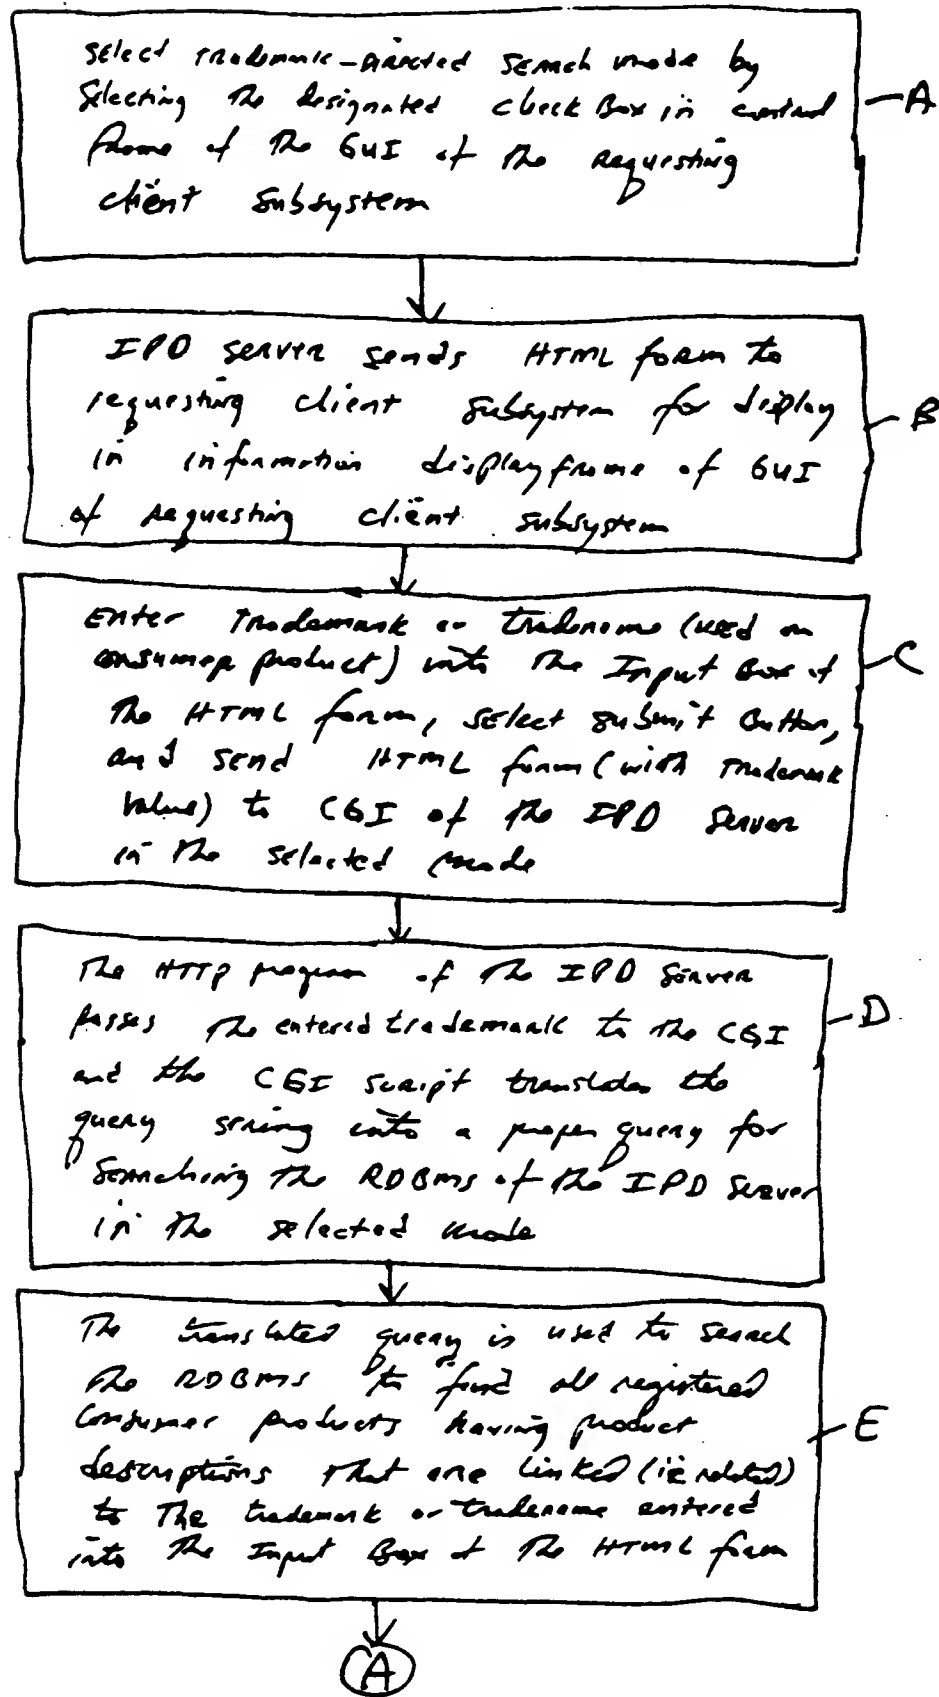 Select Trademark-Directed Search mode by
Selecting The designated check Box in control
frame of The GUI of the Requesting
client Subsystem
A
IPD Server sends HTML form to
requesting client Subsystem for display
in information display frame of GUI
of Requesting client Subsystem
B
Enter Trademark or tradename (used on
consumer product) into The Input Box of
The HTML form, select submit Button,
and send HTML form (with Trademark
Value) to CGI of the IPD Server
in The selected mode
C
The HTTP program of The IPD Server
passes The entered trademark to The CGI
and the CGI script translates the
query string into a proper query for
Searching The RDBMS of the IPD Server
in The selected mode
D
The translated query is used to Search
The RDBMS to find all registered
Consumer products having product
descriptions That are linked (ie related)
to The trademark or tradename entered
into The Input Box of The HTML form
E
A